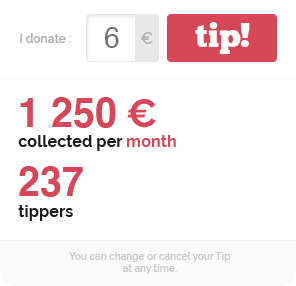 I donate : 6 € tip!
1 250 €
collected per month
237
tippers
You can change or cancel your Tip
at any time.